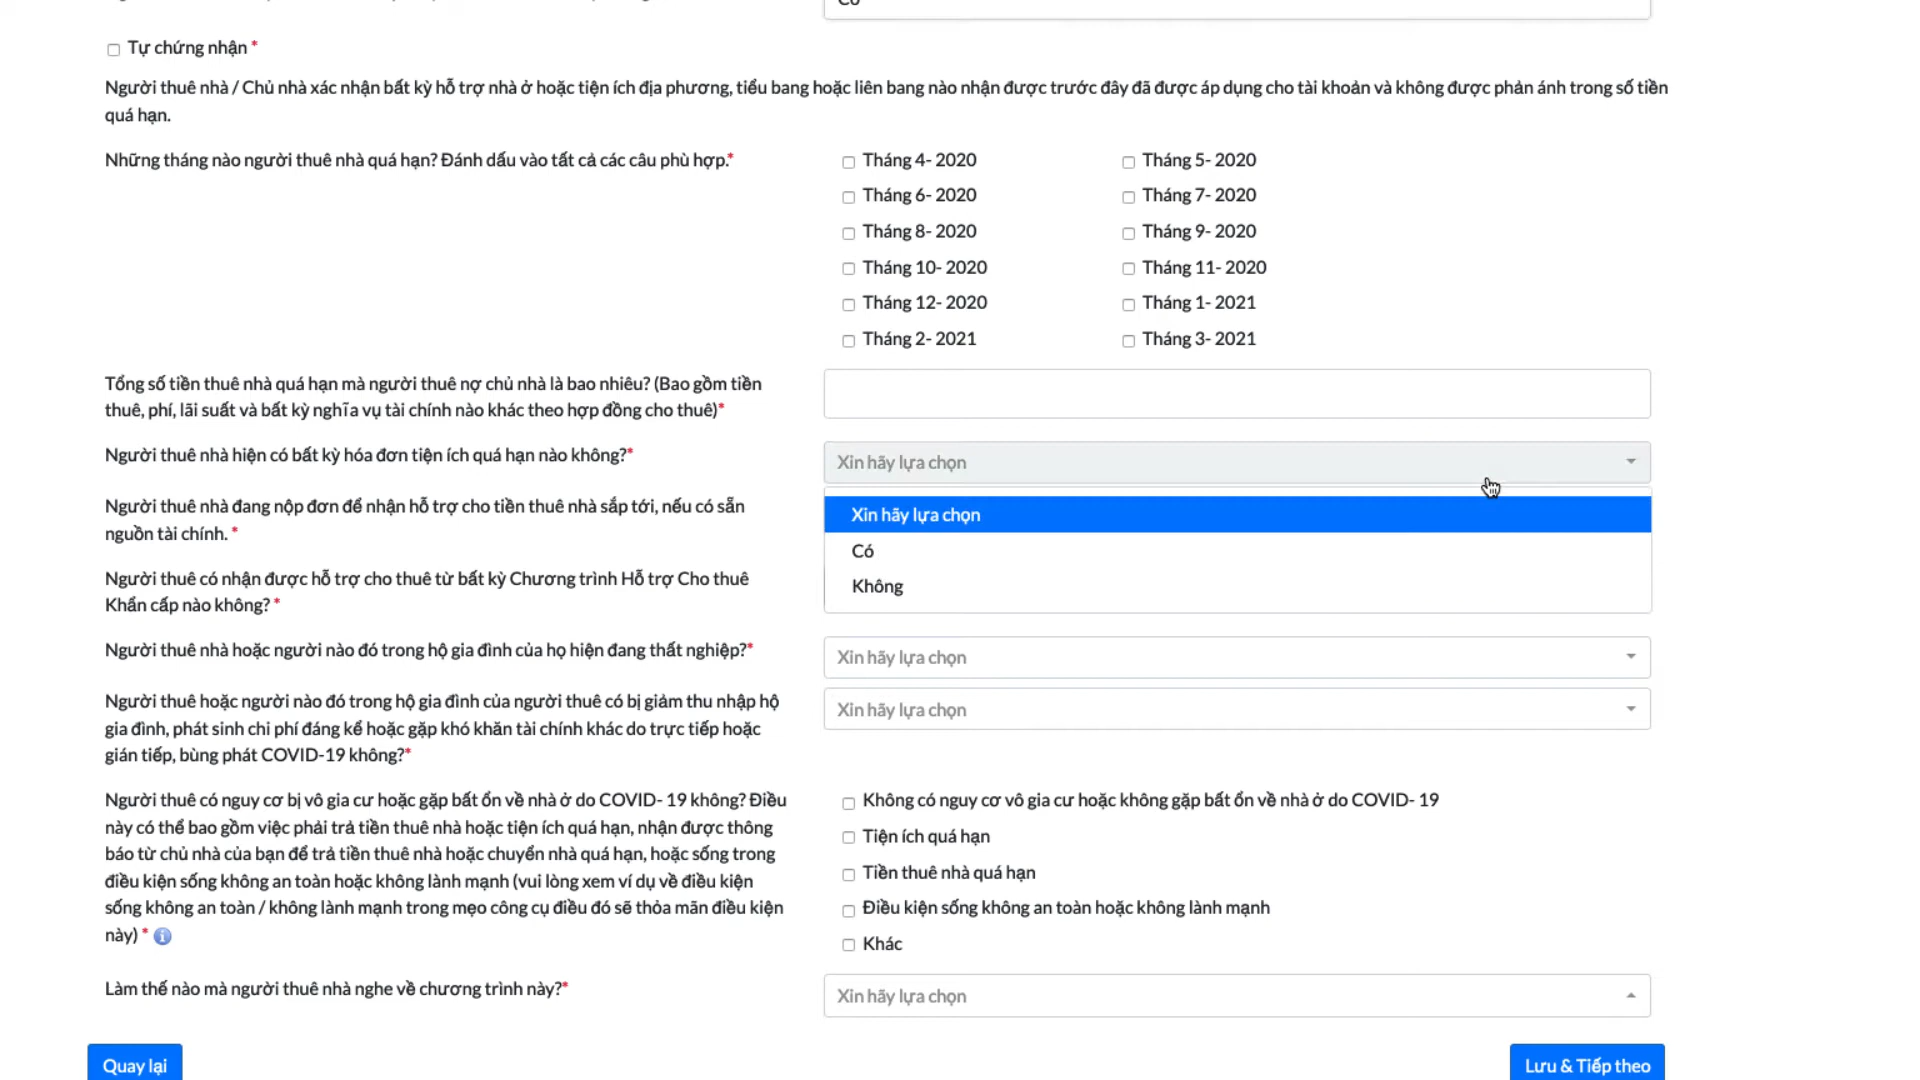 Có
Tự chứng nhận *
Người thuê nhà / Chủ nhà xác nhận bất kỳ hỗ trợ nhà ở hoặc tiện ích địa phương, tiểu bang hoặc liên bang nào nhận được trước đây đã được áp dụng cho tài khoản và không được phản ánh trong số tiền
quá hạn.
Những tháng nào người thuê nhà quá hạn? Đánh dấu vào tất cả các câu phù hợp.*
Tháng 4- 2020
Tháng 5- 2020
Tháng 6- 2020
Tháng 7- 2020
Tháng 8- 2020
Tháng 9- 2020
Tháng 10- 2020
Tháng 11- 2020
Tháng 12- 2020
Tháng 1- 2021
Tháng 2- 2021
Tháng 3- 2021
Tổng số tiền thuê nhà quá hạn mà người thuê nợ chủ nhà là bao nhiêu? (Bao gồm tiền
thuê, phí, lãi suất và bất kỳ nghĩa vụ tài chính nào khác theo hợp đồng cho thuê)*
Người thuê nhà hiện có bất kỳ hóa đơn tiện ích quá hạn nào không?*
Xin hãy lựa chọn
Xin hãy lựa chọn
Có
Không
Người thuê nhà đang nộp đơn để nhận hỗ trợ cho tiền thuê nhà sắp tới, nếu có sẵn
nguồn tài chính. *
Người thuê có nhận được hỗ trợ cho thuê từ bất kỳ Chương trình Hỗ trợ Cho thuê
Khẩn cấp nào không? *
Người thuê nhà hoặc người nào đó trong hộ gia đình của họ hiện đang thất nghiệp?*
Xin hãy lựa chọn
Người thuê hoặc người nào đó trong hộ gia đình của người thuê có bị giảm thu nhập hộ
gia đình, phát sinh chi phí đáng kể hoặc gặp khó khăn tài chính khác do trực tiếp hoặc
gián tiếp, bùng phát COVID-19 không?*
Xin hãy lựa chọn
Người thuê có nguy cơ bị vô gia cư hoặc gặp bất ổn về nhà ở do COVID- 19 không? Điều
này có thể bao gồm việc phải trả tiền thuê nhà hoặc tiện ích quá hạn, nhận được thông
báo từ chủ nhà của bạn để trả tiền thuê nhà hoặc chuyển nhà quá hạn, hoặc sống trong
điều kiện sống không an toàn hoặc không lành mạnh (vui lòng xem ví dụ về điều kiện
sống không an toàn / không lành mạnh trong mẹo công cụ điều đó sẽ thỏa mãn điều kiện
này) *
Không có nguy cơ vô gia cư hoặc không gặp bất ổn về nhà ở do COVID- 19
Tiện ích quá hạn
Tiền thuê nhà quá hạn
Điều kiện sống không an toàn hoặc không lành mạnh
Khác
Làm thế nào mà người thuê nhà nghe về chương trình này?*
Xin hãy lựa chọn
Quay lại
Lưu & Tiếp theo